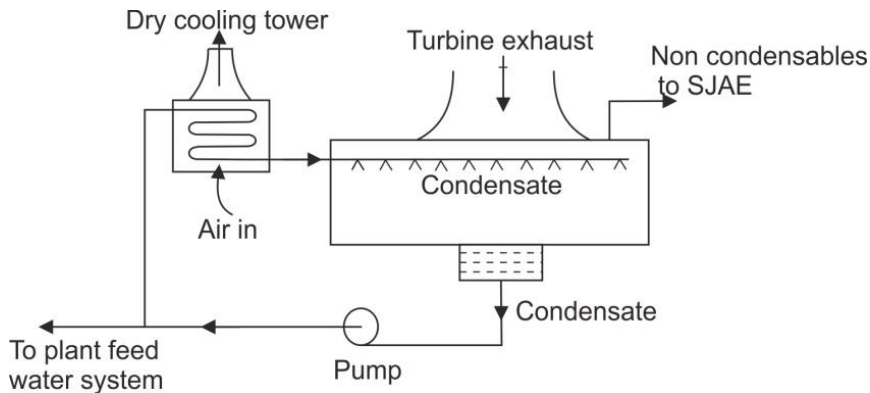 Dry cooling tower
Turbine exhaust
Non condensables
to SJAE
Condensate
Air in
Condensate
To plant feed
water system
Pump